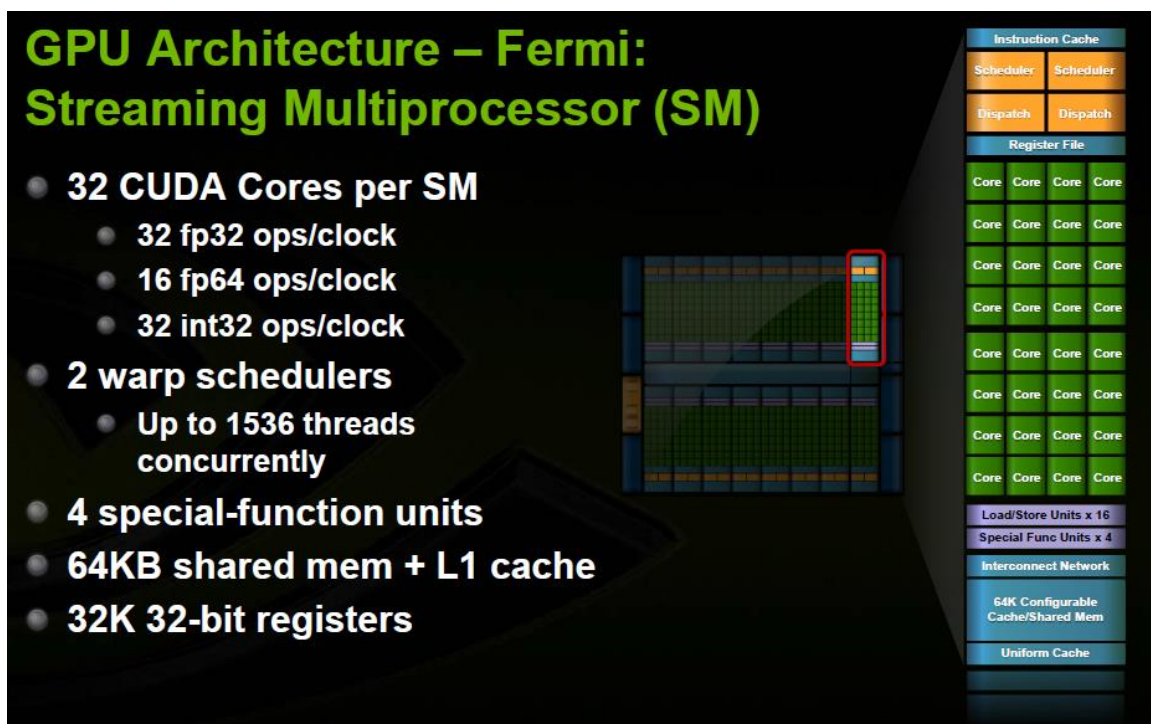 GPU Architecture – Fermi:
Streaming Multiprocessor (SM)
32 CUDA Cores per SM
32 fp32 ops/clock
16 fp64 ops/clock
32 int32 ops/clock
2 warp schedulers
Up to 1536 threads
concurrently
4 special-function units
64KB shared mem + L1 cache
32K 32-bit registers
Instruction Cache
Scheduler Scheduler
Dispatch Dispatch
Register File
Core Core Core Core
Core Core Core Core
Core Core Core Core
Core Core Core Core
Core Core Core Core
Core Core Core Core
Core Core Core Core
Core Core Core Core
Load/Store Units x 16
Special Func Units x 4
Interconnect Network
64K Configurable
Cache/Shared Mem
Uniform Cache